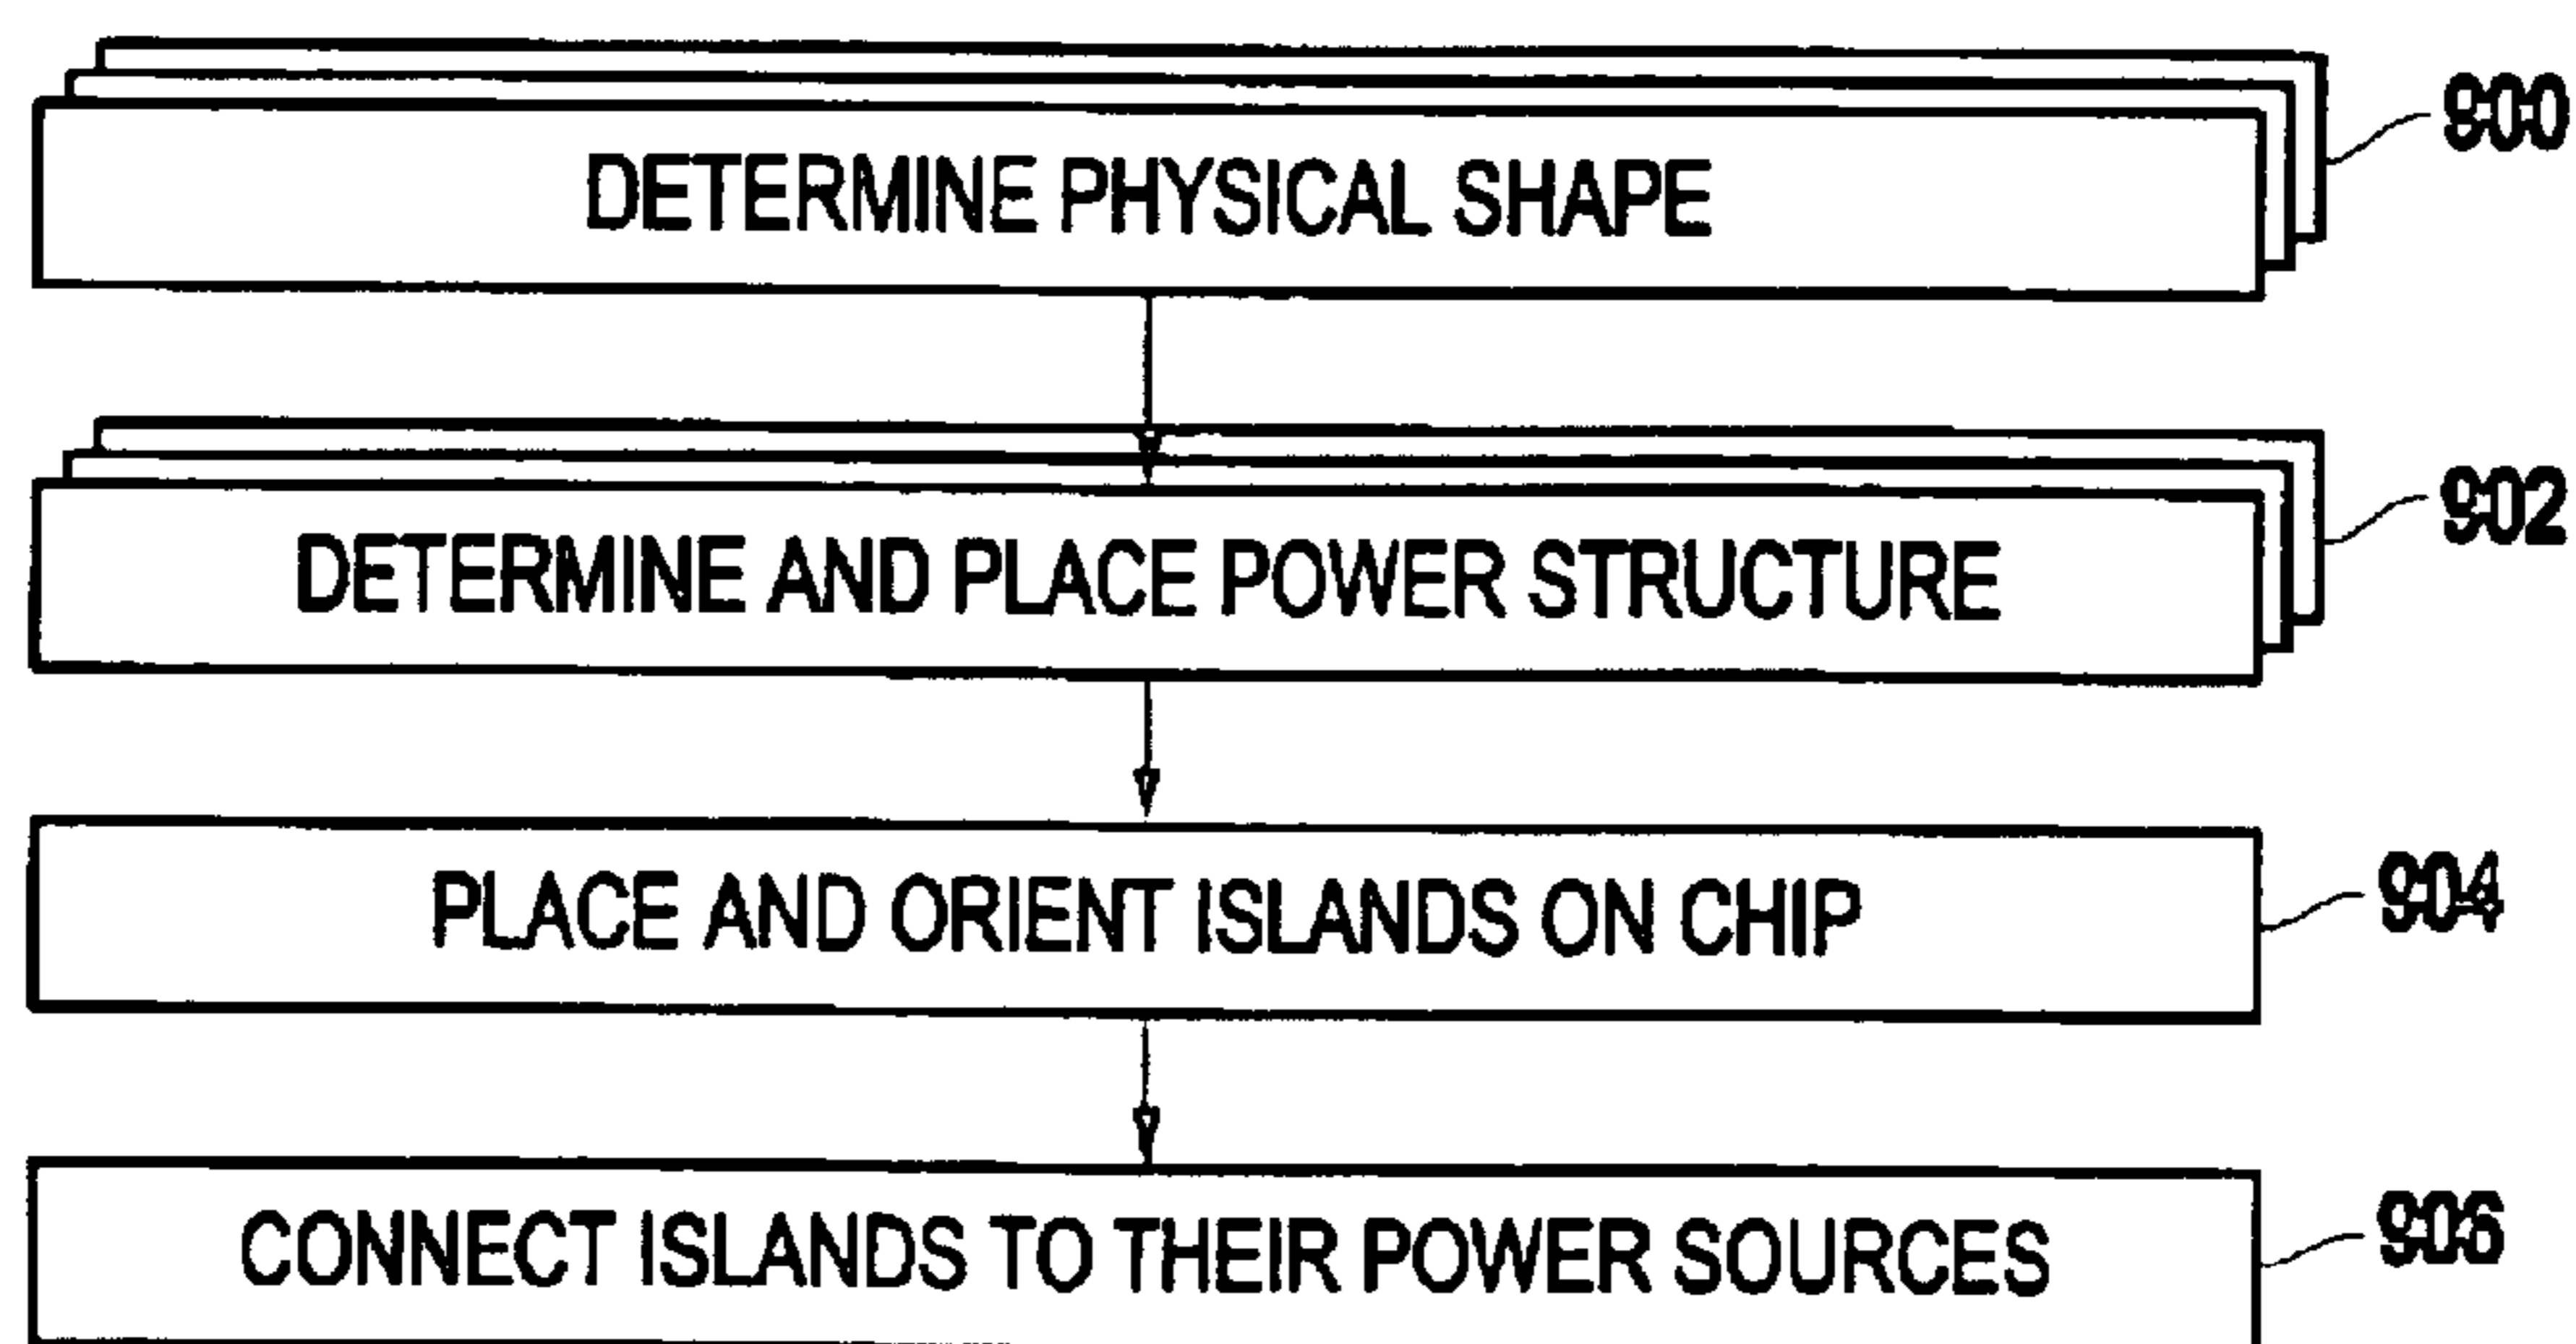 DETERMINE PHYSICAL SHAPE
900
DETERMINE AND PLACE POWER STRUCTURE
902
PLACE AND ORIENT ISLANDS ON CHIP
904
CONNECT ISLANDS TO THEIR POWER SOURCES
906